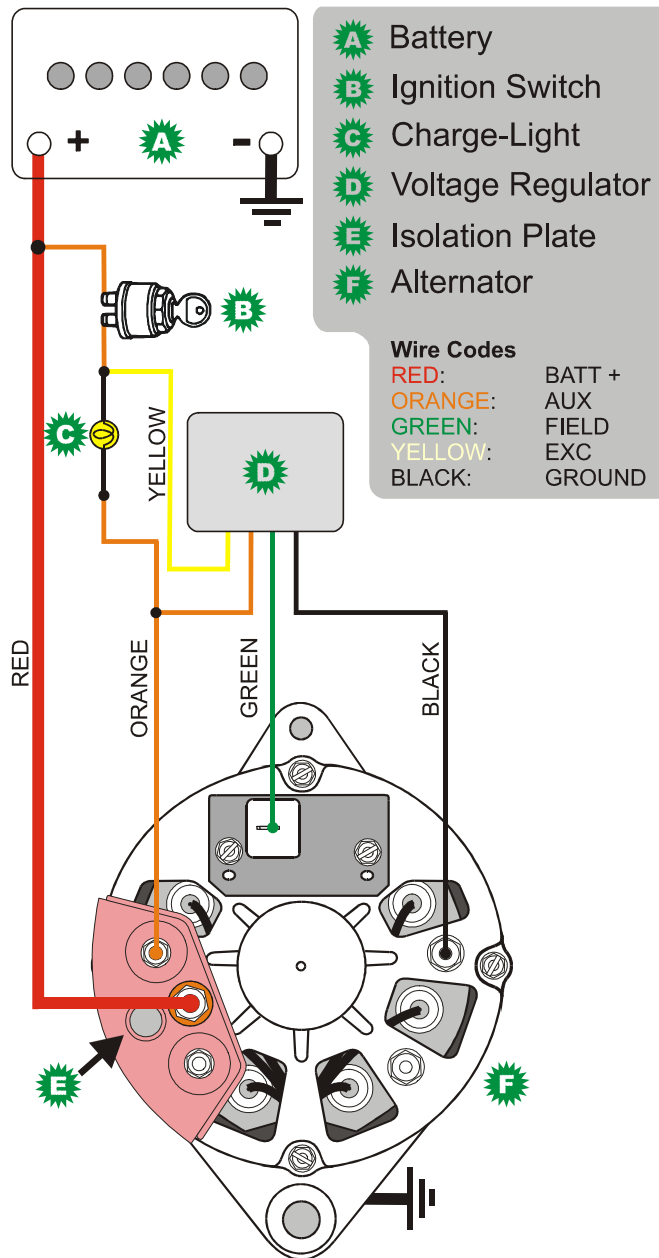 +
A
-
A Battery
B Ignition Switch
C Charge-Light
D Voltage Regulator
E Isolation Plate
F Alternator
Wire Codes
RED: BATT +
ORANGE: AUX
GREEN: FIELD
YELLOW: EXC
BLACK: GROUND
B
C
YELLOW
D
RED
ORANGE
GREEN
BLACK
E
F